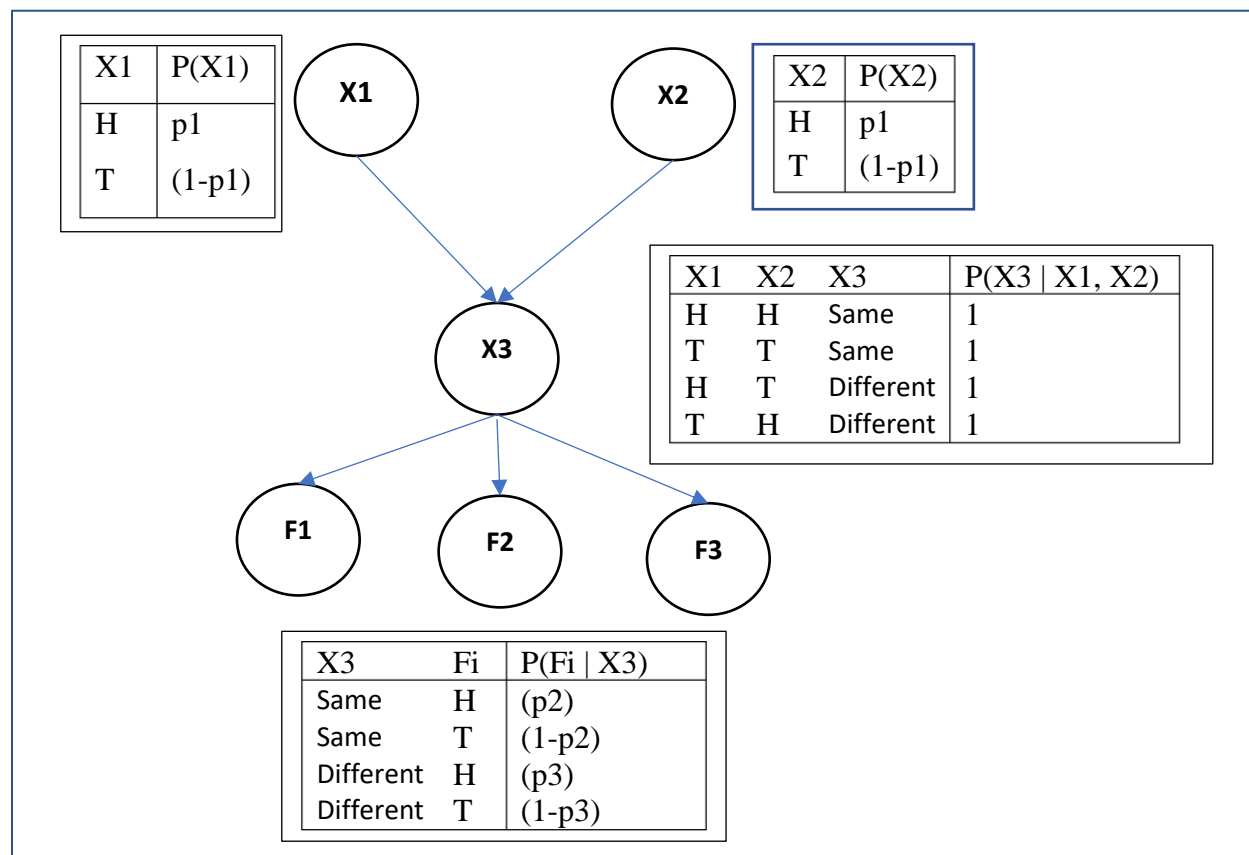 X1 P(X1)
H p1
T (1-p1)
X1
X2
X2 P(X2)
H p1
T (1-p1)
X1 X2 X3 P(X3 | X1, X2)
H H Same 1
T T Same 1
H T Different 1
T H Different 1
X3
F1
F2
F3
X3 Fi P(Fi | X3)
Same H (p2)
Same T (1-p2)
Different H (p3)
Different T (1-p3)